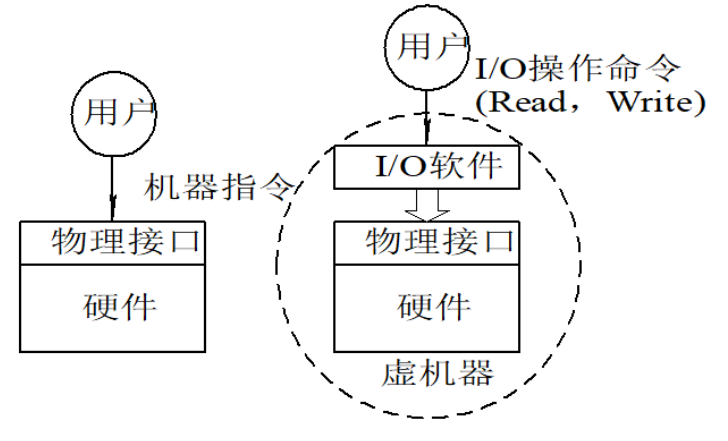 用户
机器指令
物理接口
硬件
用户
I/O操作命令
(Read，Write)
I/O软件
物理接口
硬件
虚机器